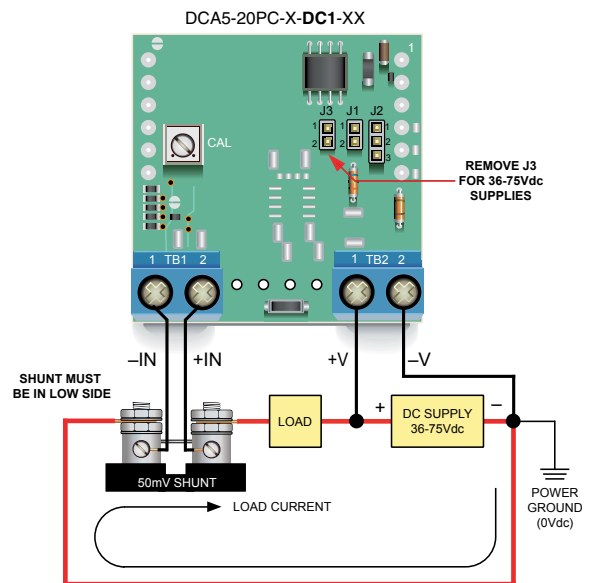 DCA5-20PC-X-DC1-XX
1
J3 J1 J2
1 1 1
2 2 2
3
CAL
REMOVE J3
FOR 36-75Vdc
SUPPLIES
1 TB1 2
1 TB2 2
–IN +IN +V –V
SHUNT MUST
BE IN LOW SIDE
LOAD
+ –
DC SUPPLY
36-75Vdc
50mV SHUNT
LOAD CURRENT
POWER
GROUND
(0Vdc)